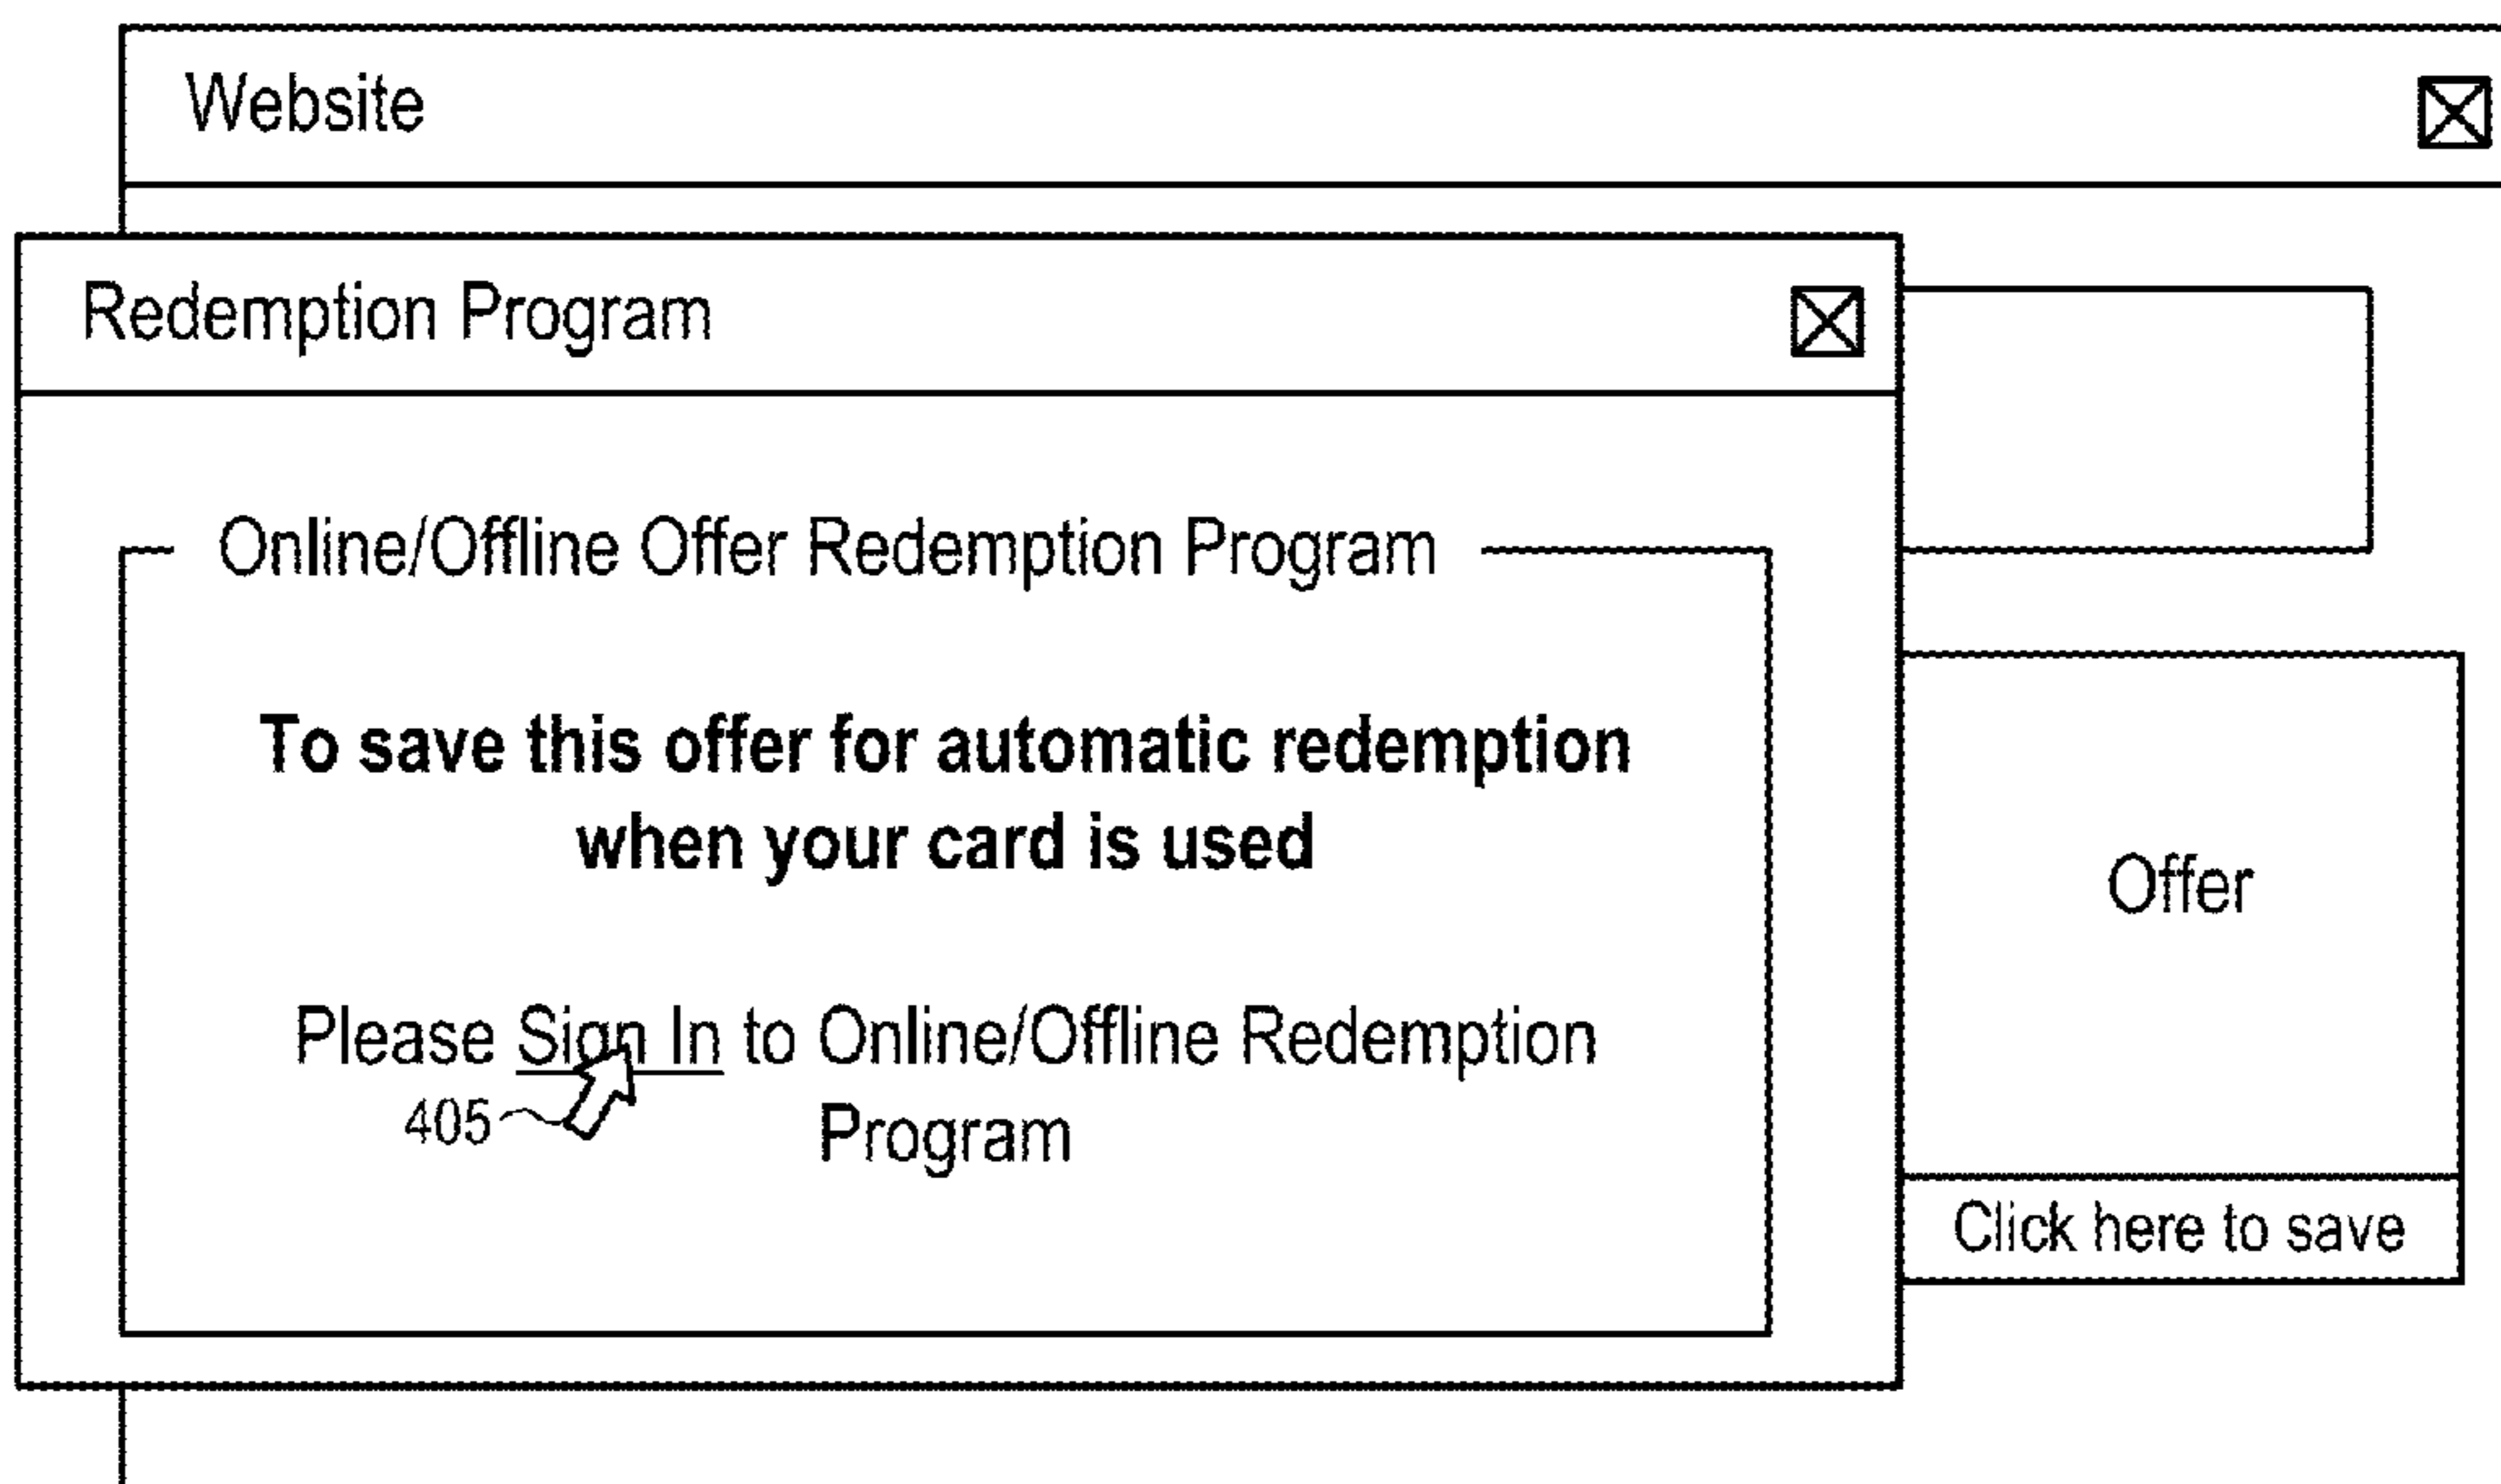 Website
Redemption Program
Online/Offline Offer Redemption Program
To save this offer for automatic redemption
when your card is used
Please Sign In to Online/Offline Redemption
405
Program
Offer
Click here to save